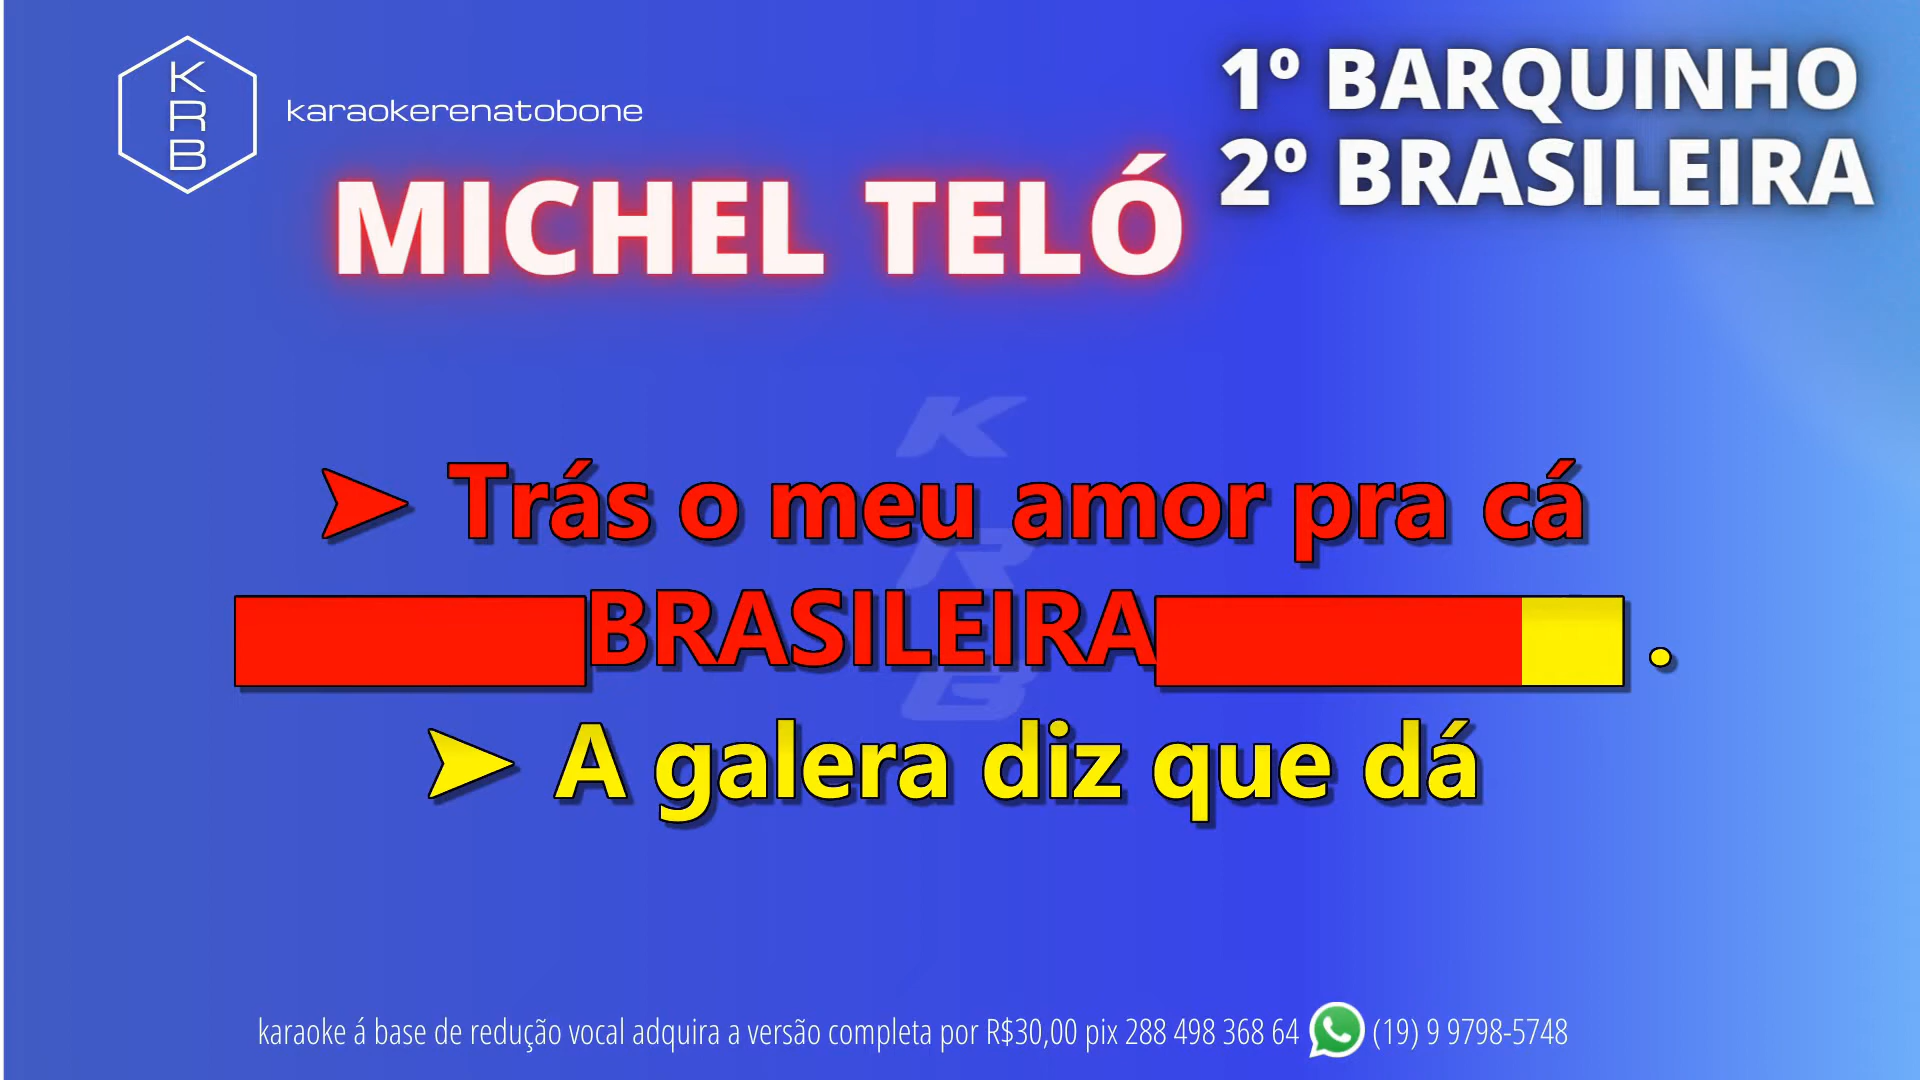 K
R
B
karaokerenatobone
1º BARQUINHO
2º BRASILEIRA
MICHEL TELÓ
K
R
B
➤ Trás o meu amor pra cá
BRASILEIRA .
➤ A galera diz que dá
karaoke á base de redução vocal adquira a versão completa por R$30,00 pix 288 498 368 64 (19) 9 9798-5748